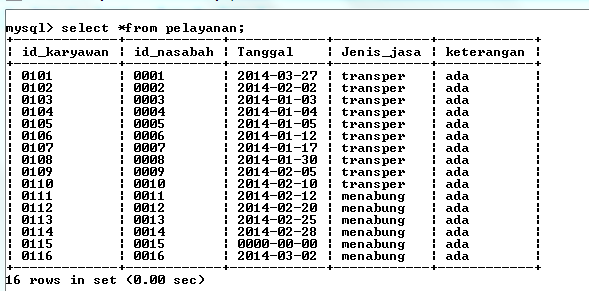 mysql> select *from pelayanan;
+-------------+------------+------------+------------+------------+
| id_karyawan | id_nasabah | Tanggal | Jenis_jasa | keterangan |
+-------------+------------+------------+------------+------------+
| 0101 | 0001 | 2014-03-27 | transper | ada |
| 0102 | 0002 | 2014-02-02 | transper | ada |
| 0103 | 0003 | 2014-01-03 | transper | ada |
| 0104 | 0004 | 2014-01-04 | transper | ada |
| 0105 | 0005 | 2014-01-05 | transper | ada |
| 0106 | 0006 | 2014-01-12 | transper | ada |
| 0107 | 0007 | 2014-01-17 | transper | ada |
| 0108 | 0008 | 2014-01-30 | transper | ada |
| 0109 | 0009 | 2014-02-05 | transper | ada |
| 0110 | 0010 | 2014-02-10 | transper | ada |
| 0111 | 0011 | 2014-02-12 | menabung | ada |
| 0112 | 0012 | 2014-02-20 | menabung | ada |
| 0113 | 0013 | 2014-02-25 | menabung | ada |
| 0114 | 0014 | 2014-02-28 | menabung | ada |
| 0115 | 0015 | 0000-00-00 | menabung | ada |
| 0116 | 0016 | 2014-03-02 | menabung | ada |
+-------------+------------+------------+------------+------------+
16 rows in set (0.00 sec)